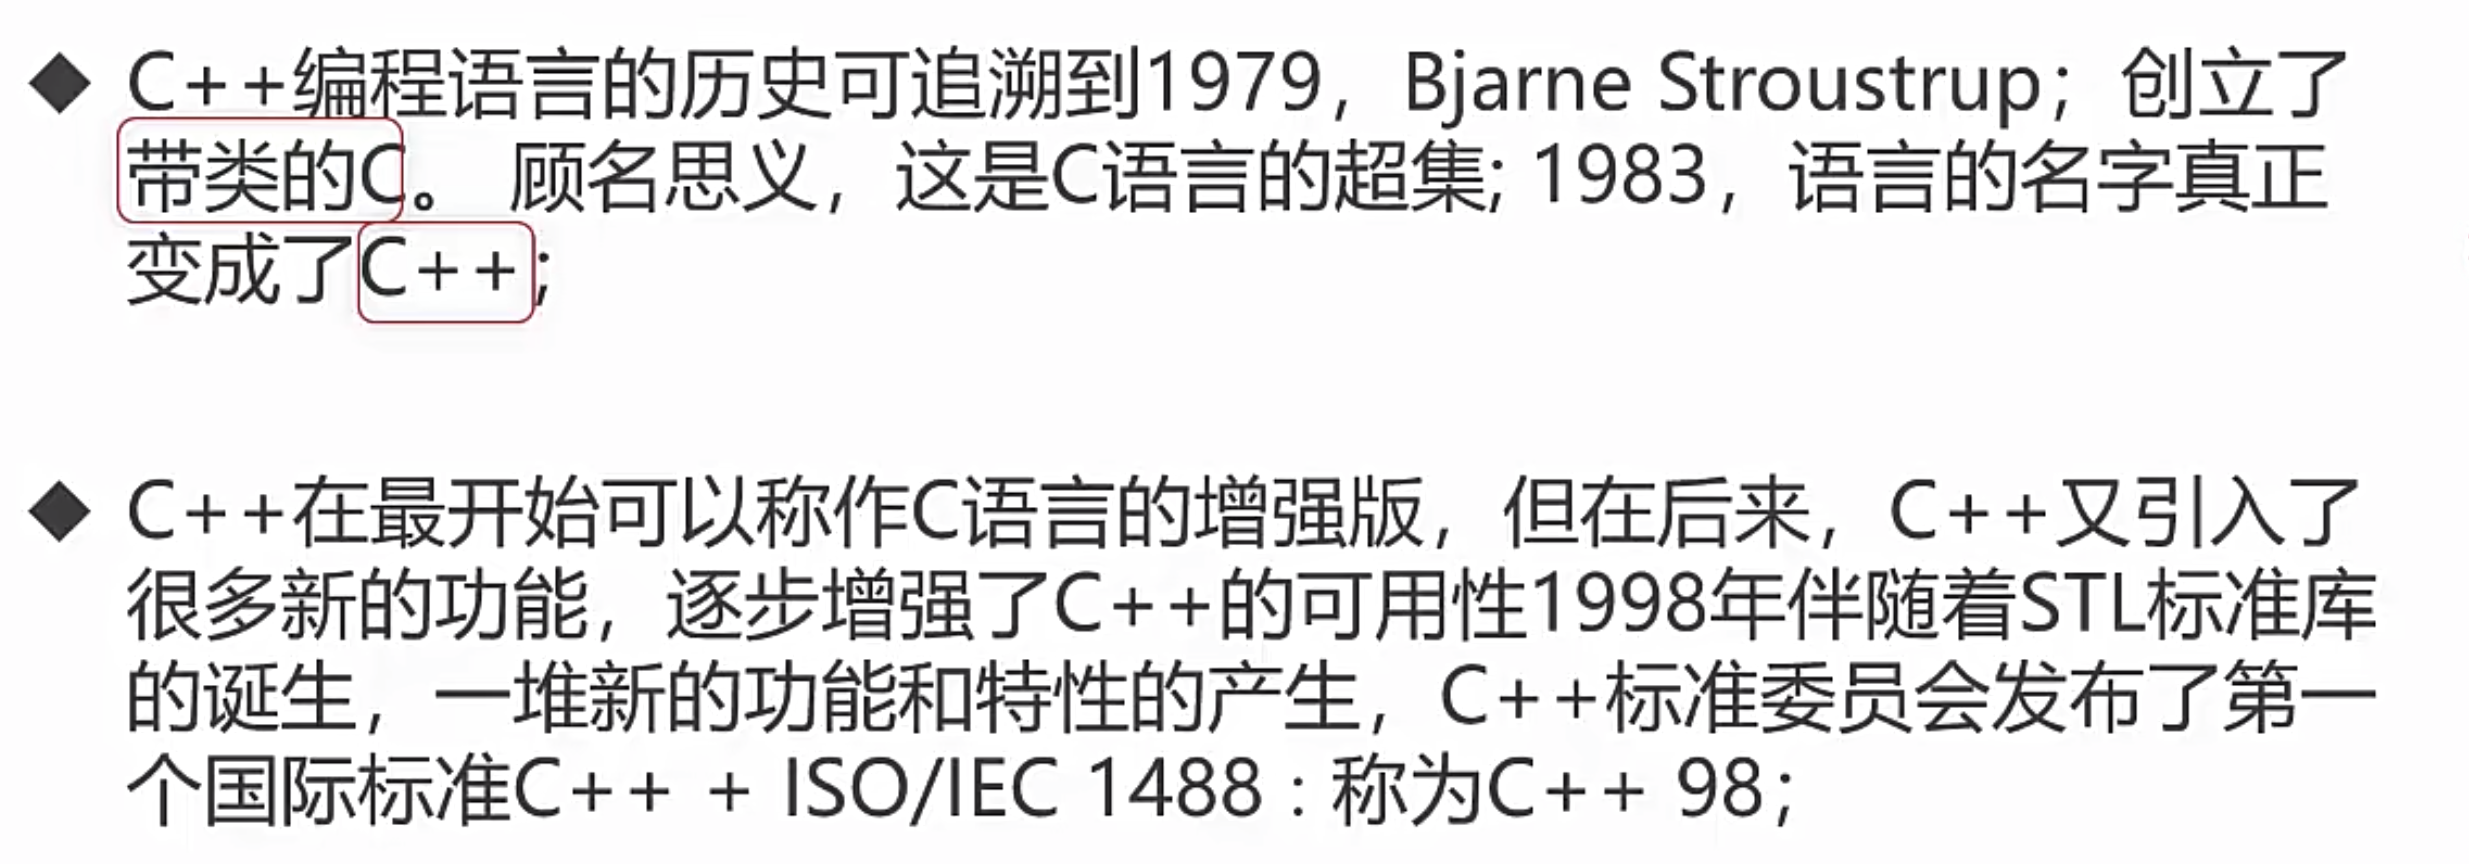 ◆ C++编程语言的历史可追溯到1979，Bjarne Stroustrup；创立了
带类的C。 顾名思义，这是C语言的超集; 1983，语言的名字真正
变成了C++;
◆ C++在最开始可以称作C语言的增强版，但在后来，C++又引入了
很多新的功能，逐步增强了C++的可用性1998年伴随着STL标准库
的诞生，一堆新的功能和特性的产生，C++标准委员会发布了第一
个国际标准C++ + ISO/IEC 1488 : 称为C++ 98；